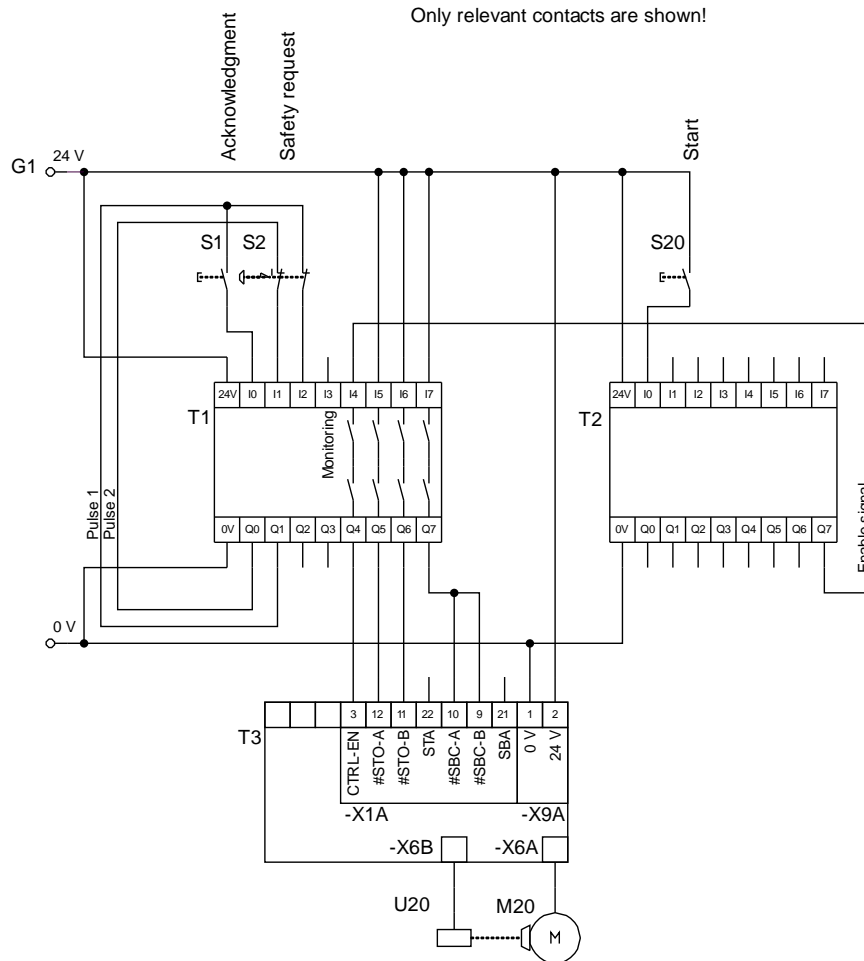 Only relevant contacts are shown!
Acknowledgment
Safety request
Start
G1
24 V
S1
S2
S20
24V I0 I1 I2 I3 I4 I5 I6 I7
T1
Monitoring
0V Q0 Q1 Q2 Q3 Q4 Q5 Q6 Q7
24V I0 I1 I2 I3 I4 I5 I6 I7
T2
0V Q0 Q1 Q2 Q3 Q4 Q5 Q6 Q7
Pulse 1
Pulse 2
Enable signal
0 V
T3
3 12 11 22 10 9 21 1 2
CTRL-EN
#STO-A
#STO-B
STA
#SBC-A
#SBC-B
SBA
0 V
24 V
-X1A
-X9A
-X6B
-X6A
U20
M20
M